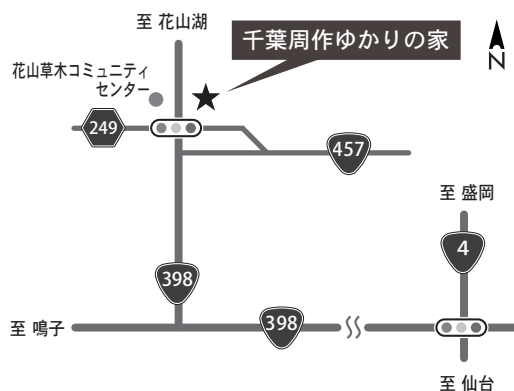 至 花山湖
千葉周作ゆかりの家
N
花山草木コミュニティ
センター
249
457
至 盛岡
4
398
至 鳴子
398
至 仙台